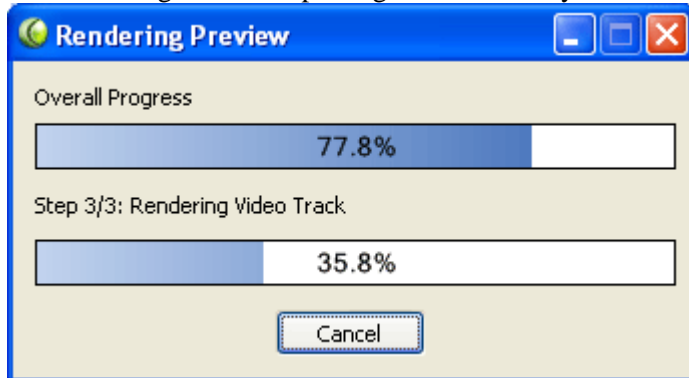 Rendering Preview
Overall Progress
77.8%
Step 3/3: Rendering Video Track
35.8%
Cancel